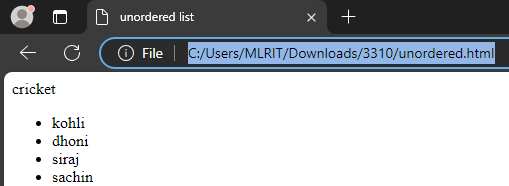 unordered list
File C:/Users/MLRIT/Downloads/3310/unordered.html
cricket
kohli
dhoni
siraj
sachin